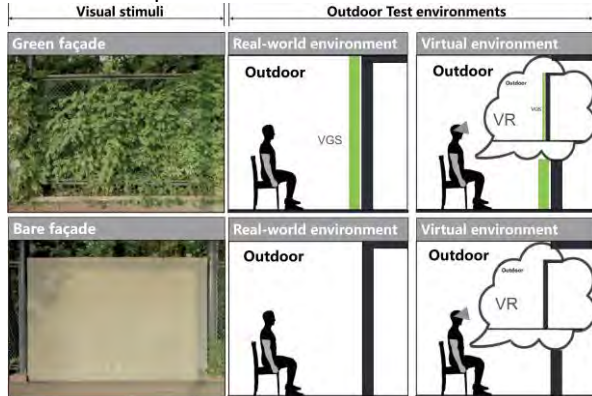 Visual stimuli
Outdoor Test environments
Green façade
Real-world environment
Virtual environment
Outdoor
VGS
Outdoor
Outdoor
VGS
VR
Bare façade
Real-world environment
Virtual environment
Outdoor
Outdoor
Outdoor
VR